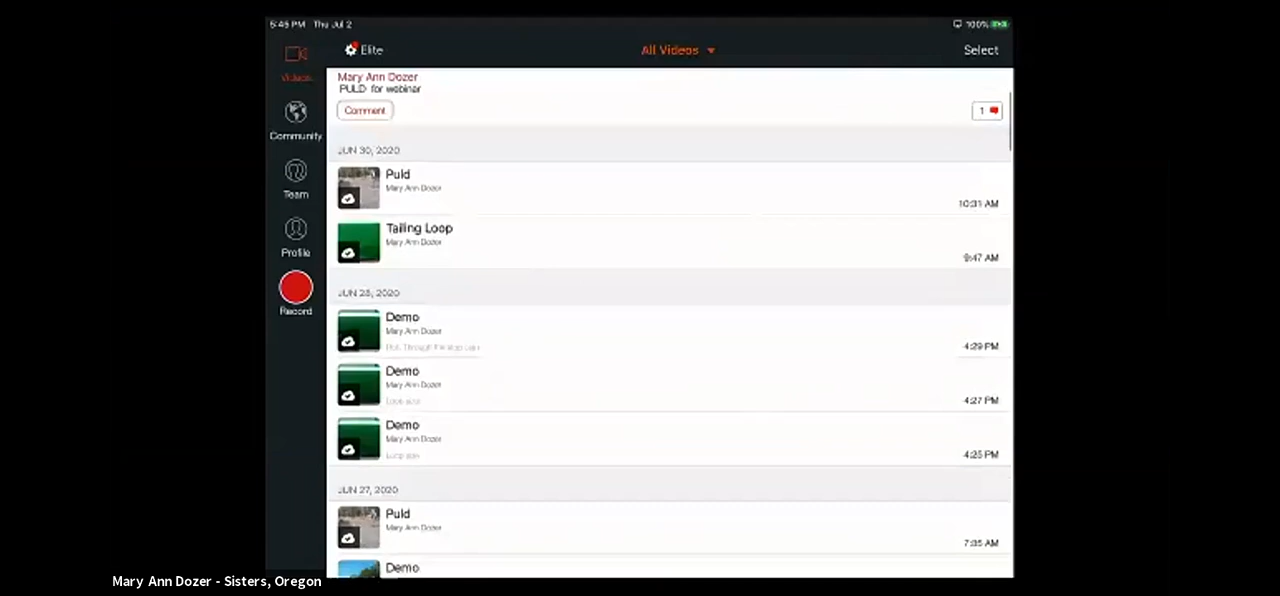 5:45 PM Thu Jul 2
100%
Elite
All Videos
Select
Videos
Community
Team
Profile
Record
Mary Ann Dozer
PULD for webinar
Comment
1
JUN 30, 2020
Puld
Mary Ann Dozer
10:31 AM
Tailing Loop
Mary Ann Dozer
9:47 AM
JUN 28, 2020
Demo
Mary Ann Dozer
4:29 PM
Demo
Mary Ann Dozer
4:27 PM
Demo
Mary Ann Dozer
4:25 PM
JUN 27, 2020
Puld
Mary Ann Dozer
7:35 AM
Demo
Mary Ann Dozer - Sisters, Oregon